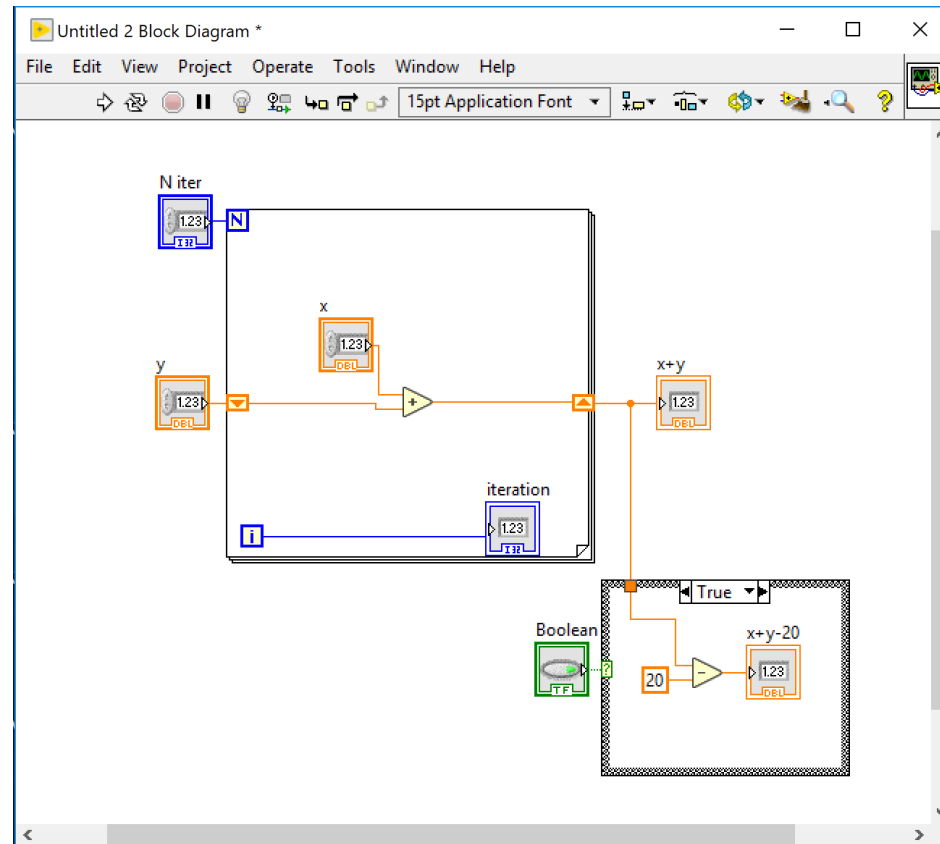 Untitled 2 Block Diagram *
File Edit View Project Operate Tools Window Help
15pt Application Font
N iter
1.23
I32
N
x
1.23
DBL
y
1.23
DBL
+
x+y
1.23
DBL
iteration
1.23
I32
i
True
Boolean
TF
?
x+y-20
1.23
DBL
20
-